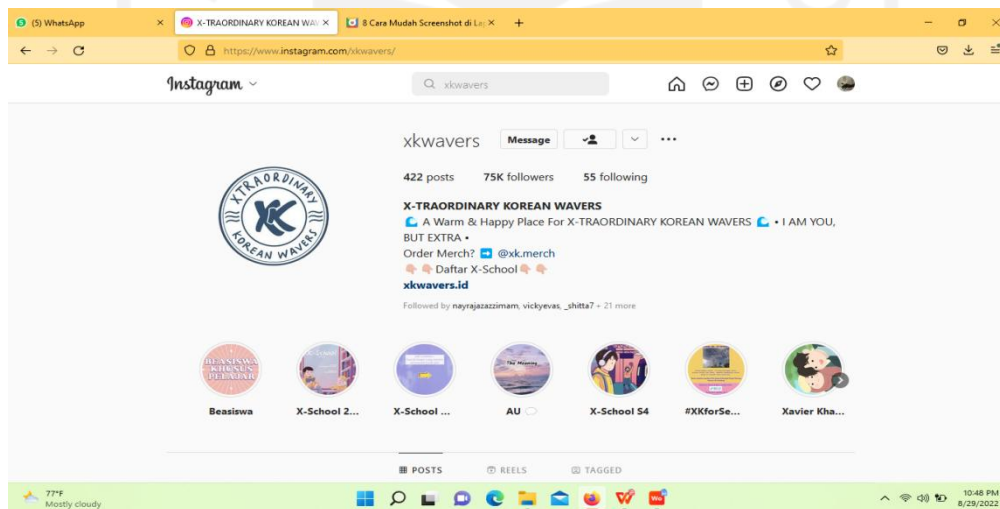 (5) WhatsApp
X-TRAORDINARY KOREAN WAV
8 Cara Mudah Screenshot di La
https://www.instagram.com/xkwavers/
Instagram
xkwavers
xkwavers Message
422 posts 75K followers 55 following
X-TRAORDINARY KOREAN WAVERS
🌊 A Warm & Happy Place For X-TRAORDINARY KOREAN WAVERS 🌊 • I AM YOU,
BUT EXTRA •
Order Merch? ➡️ @xk.merch
👇🏼👇🏼 Daftar X-School 👇🏼👇🏼
xkwavers.id
Followed by nayrajazazzimam, vickyevas, _shitta7 + 21 more
XTRAORDINARY
XK
KOREAN WAVERS
BEASISWA
KHUSUS
PELAJAR
The Meaning
Beasiswa X-School 2... X-School ... AU X-School S4 #XKforSe... Xavier Kha...
POSTS REELS TAGGED
77°F
Mostly cloudy
10:48 PM
8/29/2022